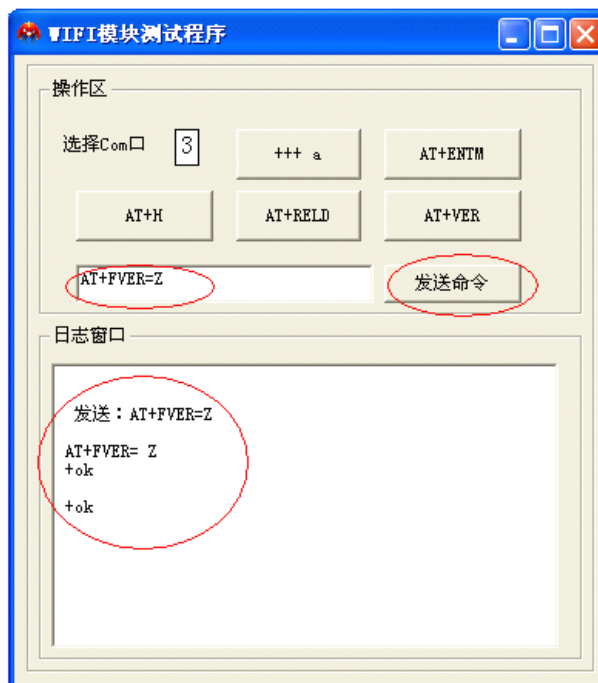 WIFI模块测试程序
操作区
选择Com口 3 +++ a AT+ENTM
AT+H AT+RELD AT+VER
AT+FVER=Z 发送命令
日志窗口
发送：AT+FVER=Z
AT+FVER= Z
+ok
+ok